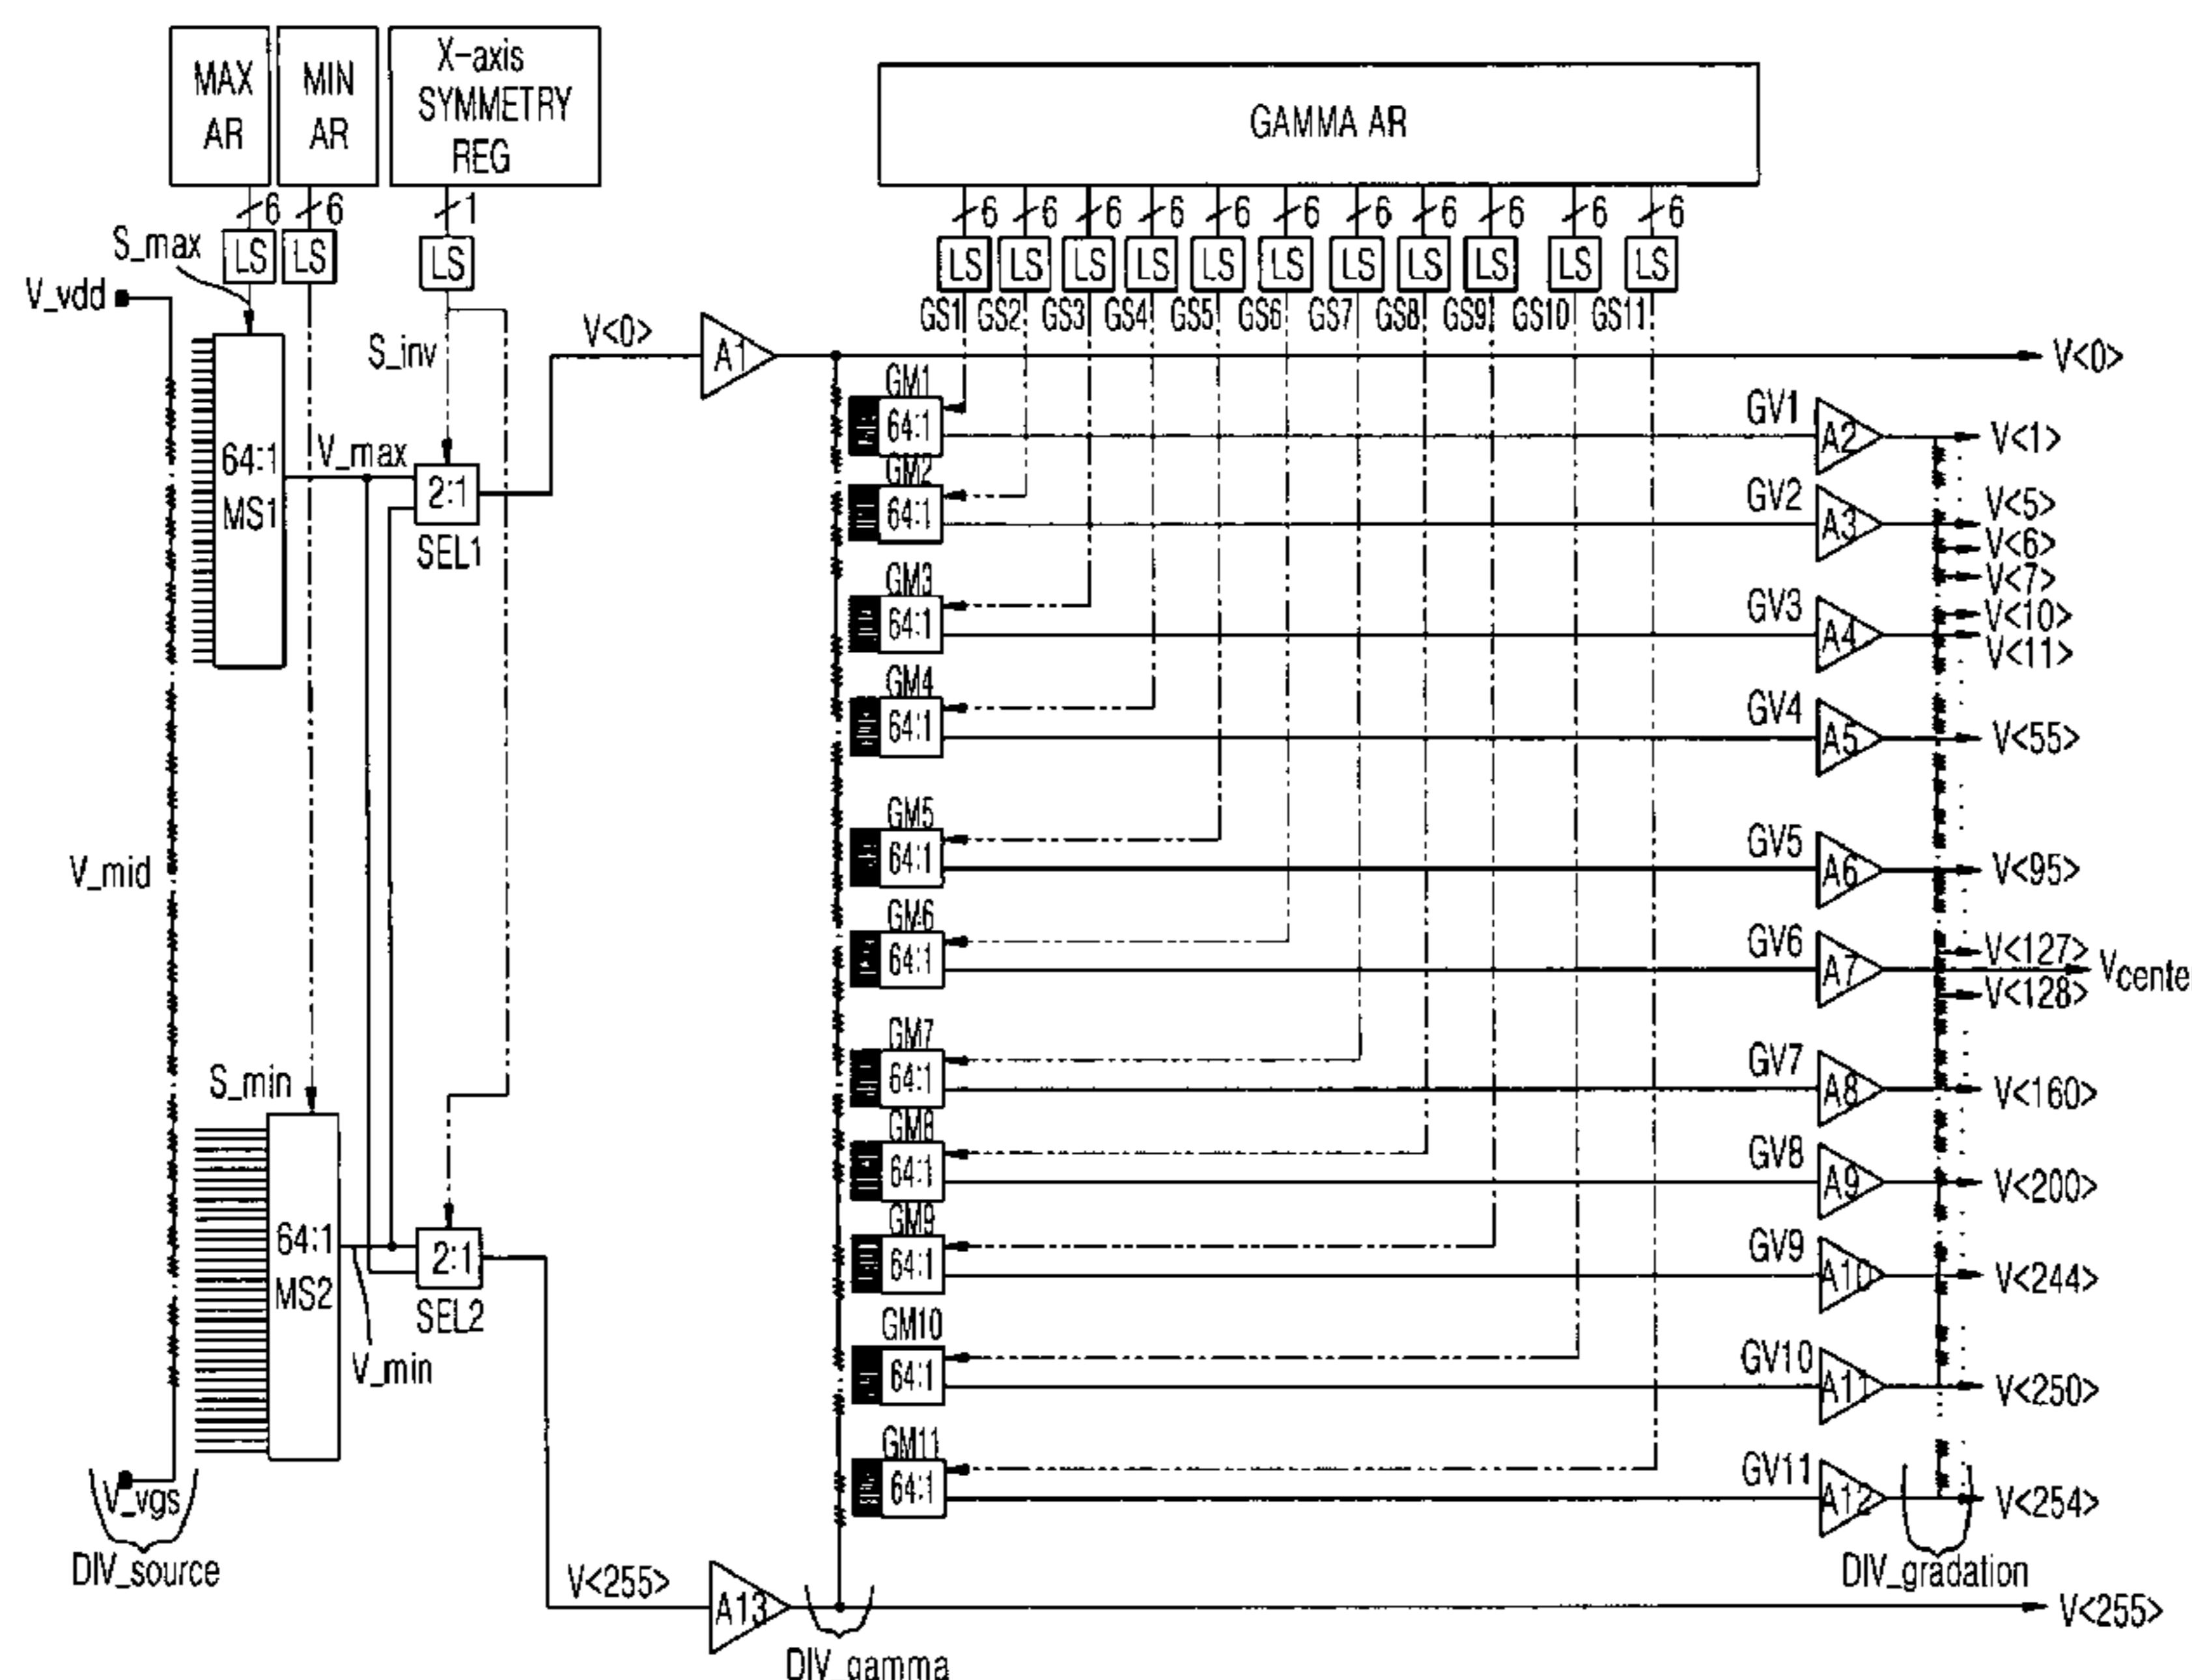 MAX
AR
MIN
AR
X-axis
SYMMETRY
REG
GAMMA AR
6 6 1
6 6 6 6 6 6 6 6 6 6 6
LS LS LS
LS LS LS LS LS LS LS LS LS LS LS
S_max
V_vdd
GS1 GS2 GS3 GS4 GS5 GS6 GS7 GS8 GS9 GS10 GS11
S_inv
V<0>
A1
V<0>
64:1
MS1
V_max
2:1
SEL1
GM1
64:1
GV1
A2
V<1>
GM2
64:1
GV2
A3
V<5>
V<6>
V<7>
V<10>
GM3
64:1
GV3
A4
V<11>
GM4
64:1
GV4
A5
V<55>
V_mid
GM5
64:1
GV5
A6
V<95>
GM6
64:1
GV6
A7
V<127>
Vcente
V<128>
GM7
64:1
GV7
A8
V<160>
S_min
GM8
64:1
GV8
A9
V<200>
64:1
MS2
2:1
SEL2
V_min
GM9
64:1
GV9
A10
V<244>
GM10
64:1
GV10
A11
V<250>
GM11
64:1
GV11
A12
V<254>
V_vgs
DIV_source
V<255>
A13
DIV_gamma
DIV_gradation
V<255>